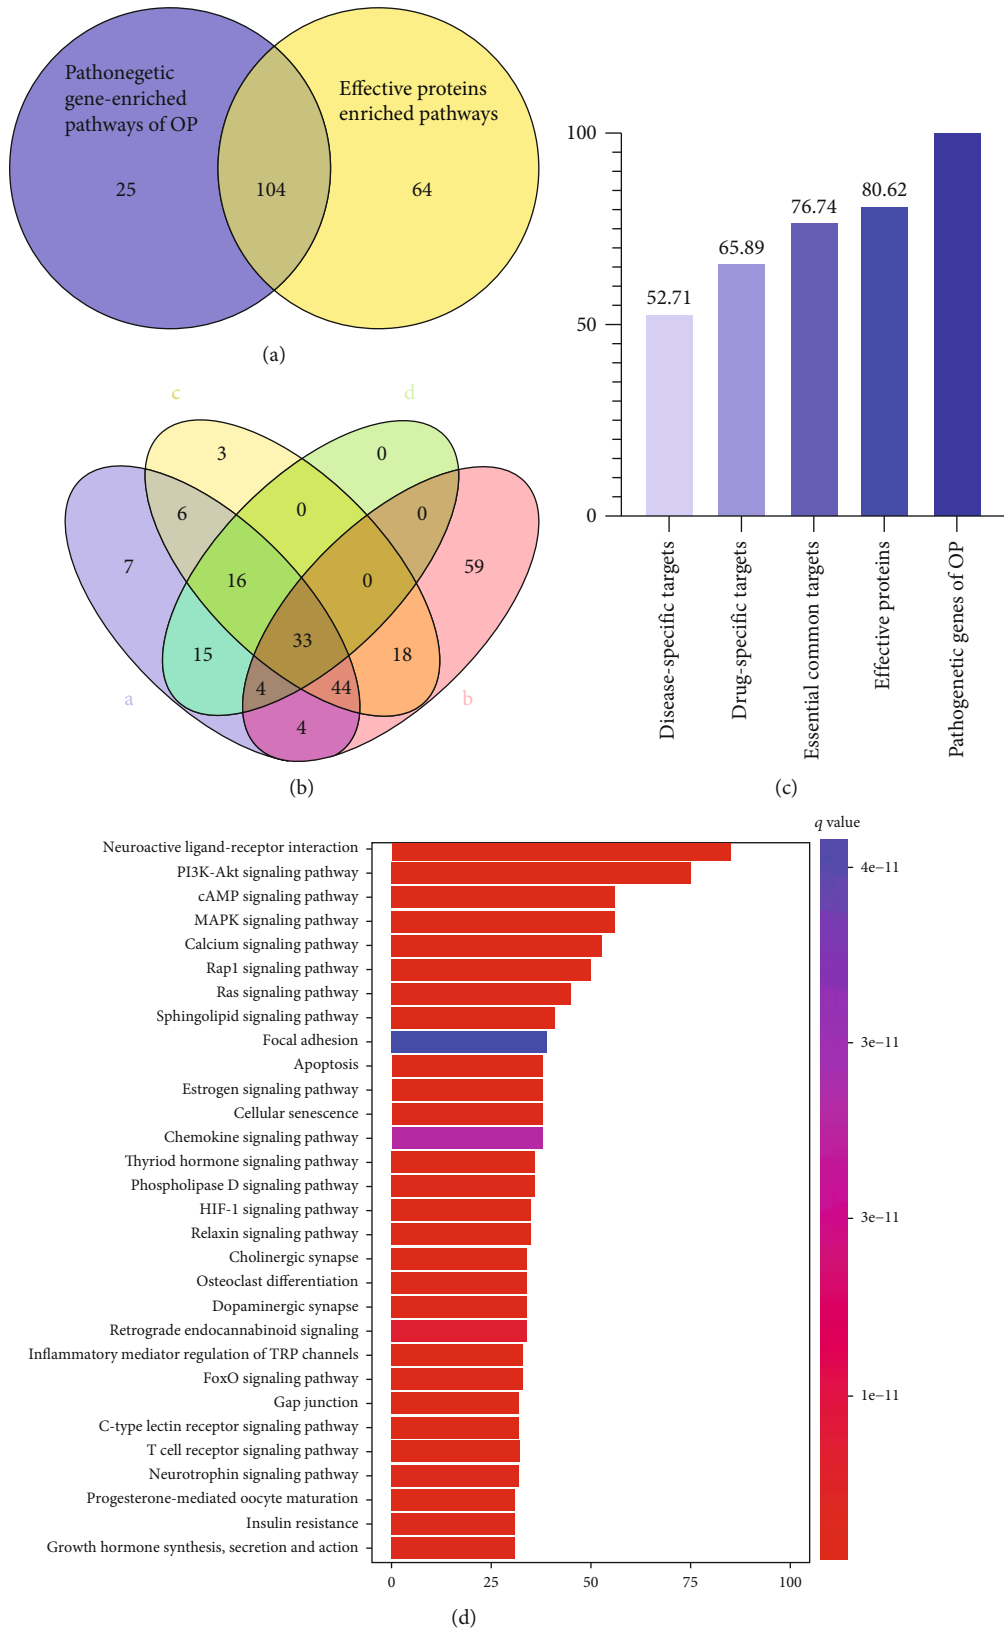 Pathonegetic
gene-enriched
pathways of OP
Effective proteins
enriched pathways
25
104
64
(a)
c
d
3
0
6
0
0
7
16
0
59
33
15
18
4
44
a
b
4
(b)
100
50
0
52.71
65.89
76.74
80.62
Disease-specific targets
Drug-specific targets
Essential common targets
Effective proteins
Pathogenetic genes of OP
(c)
q value
4e−11
3e−11
3e−11
1e−11
Neuroactive ligand-receptor interaction
PI3K-Akt signaling pathway
cAMP signaling pathway
MAPK signaling pathway
Calcium signaling pathway
Rap1 signaling pathway
Ras signaling pathway
Sphingolipid signaling pathway
Focal adhesion
Apoptosis
Estrogen signaling pathway
Cellular senescence
Chemokine signaling pathway
Thyriod hormone signaling pathway
Phospholipase D signaling pathway
HIF-1 signaling pathway
Relaxin signaling pathway
Cholinergic synapse
Osteoclast differentiation
Dopaminergic synapse
Retrograde endocannabinoid signaling
Inflammatory mediator regulation of TRP channels
FoxO signaling pathway
Gap junction
C-type lectin receptor signaling pathway
T cell receptor signaling pathway
Neurotrophin signaling pathway
Progesterone-mediated oocyte maturation
Insulin resistance
Growth hormone synthesis, secretion and action
0
25
50
75
100
(d)